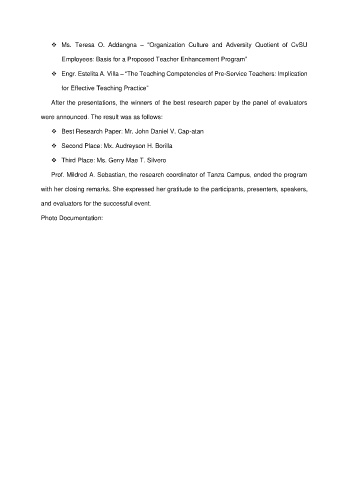 ❖ Ms. Teresa O. Addangna – "Organization Culture and Adversity Quotient of CvSU
Employees: Basis for a Proposed Teacher Enhancement Program"
❖ Engr. Estelita A. Villa – "The Teaching Competencies of Pre-Service Teachers: Implication
for Effective Teaching Practice"
After the presentations, the winners of the best research paper by the panel of evaluators
were announced. The result was as follows:
❖ Best Research Paper: Mr. John Daniel V. Cap-atan
❖ Second Place: Mx. Audreyson H. Borilla
❖ Third Place: Ms. Gerry Mae T. Silvero
Prof. Mildred A. Sebastian, the research coordinator of Tanza Campus, ended the program
with her closing remarks. She expressed her gratitude to the participants, presenters, speakers,
and evaluators for the successful event.
Photo Documentation: